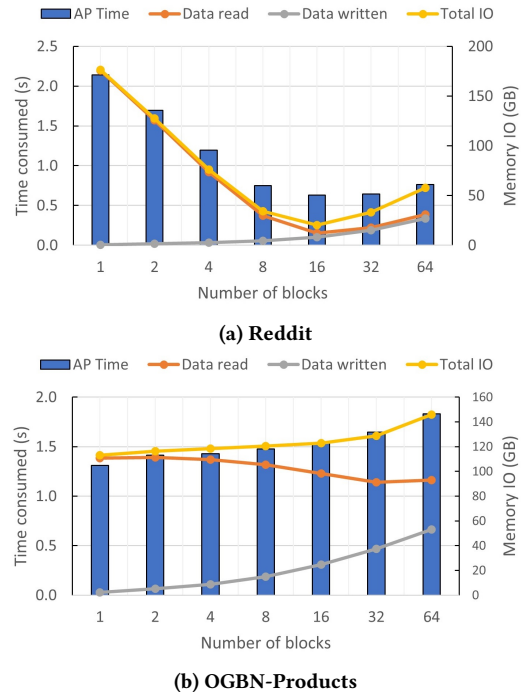 AP Time Data read Data written Total IO
2.5 200
2.0 150
1.5
100
1.0
50
0.5
0.0 0
Time consumed (s)
Memory IO (GB)
1 2 4 8 16 32 64
Number of blocks
(a) Reddit
AP Time Data read Data written Total IO
2.0 160
140
1.5 120
100
1.0 80
60
0.5 40
20
0.0 0
Time consumed (s)
Memory IO (GB)
1 2 4 8 16 32 64
Number of blocks
(b) OGBN-Products